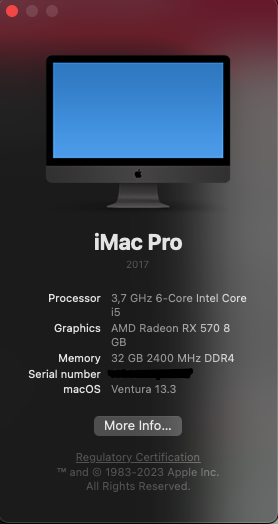 iMac Pro
2017
Processor 3,7 GHz 6-Core Intel Core
i5
Graphics AMD Radeon RX 570 8
GB
Memory 32 GB 2400 MHz DDR4
Serial number
macOS Ventura 13.3
More Info...
Regulatory Certification
™ and © 1983-2023 Apple Inc.
All Rights Reserved.